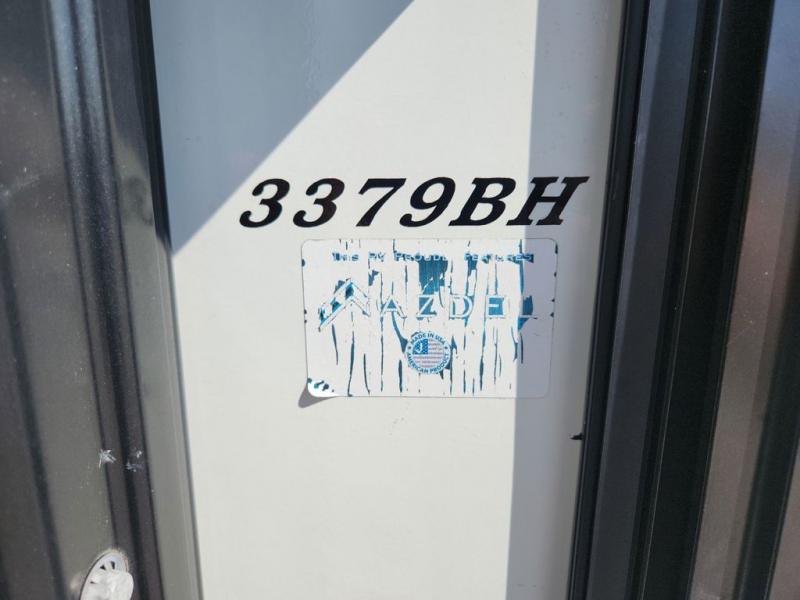 3379BH
THIS RV PROUDLY FEATURES
AZDEL
MADE IN USA
AMERICAN PRODUCT